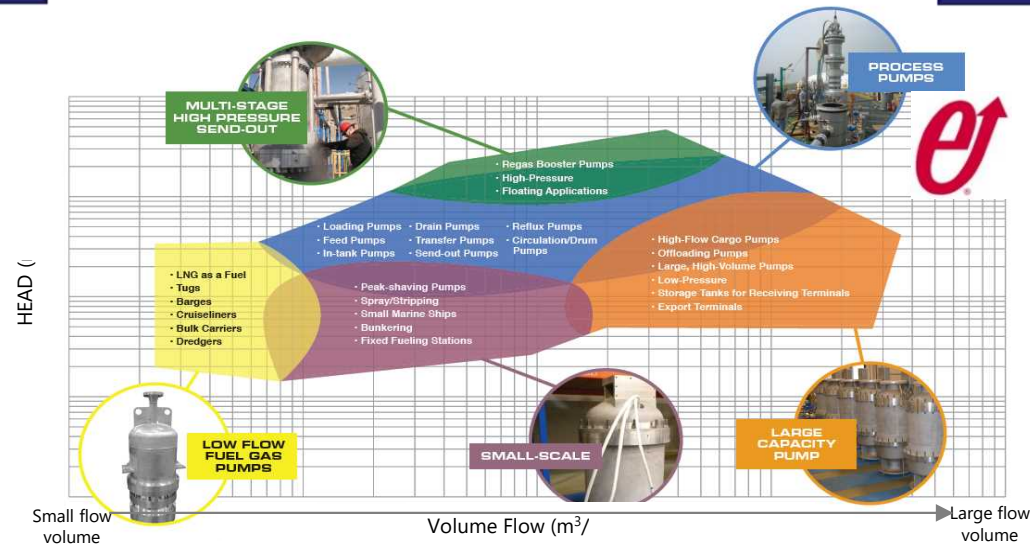 MULTI-STAGE
HIGH PRESSURE
SEND-OUT
PROCESS
PUMPS
· Regas Booster Pumps
· High-Pressure
· Floating Applications
· Loading Pumps
· Feed Pumps
· In-tank Pumps
· Drain Pumps
· Transfer Pumps
· Send-out Pumps
· Reflux Pumps
· Circulation/Drum
Pumps
· High-Flow Cargo Pumps
· Offloading Pumps
· Large, High-Volume Pumps
· Low-Pressure
· Storage Tanks for Receiving Terminals
· Export Terminals
· LNG as a Fuel
· Tugs
· Barges
· Cruiseliners
· Bulk Carriers
· Dredgers
· Peak-shaving Pumps
· Spray/Stripping
· Small Marine Ships
· Bunkering
· Fixed Fueling Stations
HEAD (
LOW FLOW
FUEL GAS
PUMPS
SMALL-SCALE
LARGE
CAPACITY
PUMP
Small flow
volume
Volume Flow (m³/
Large flow
volume